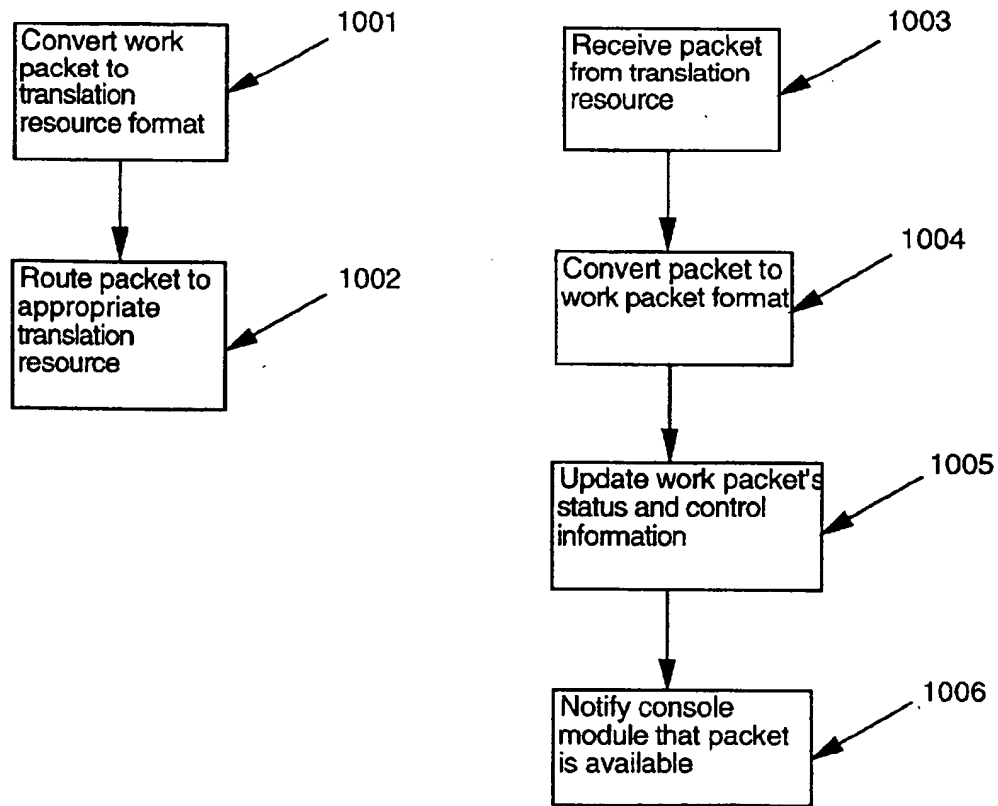 1001
Convert work
packet to
translation
resource format
1002
Route packet to
appropriate
translation
resource
1003
Receive packet
from translation
resource
1004
Convert packet to
work packet format
1005
Update work packet's
status and control
information
1006
Notify console
module that packet
is available